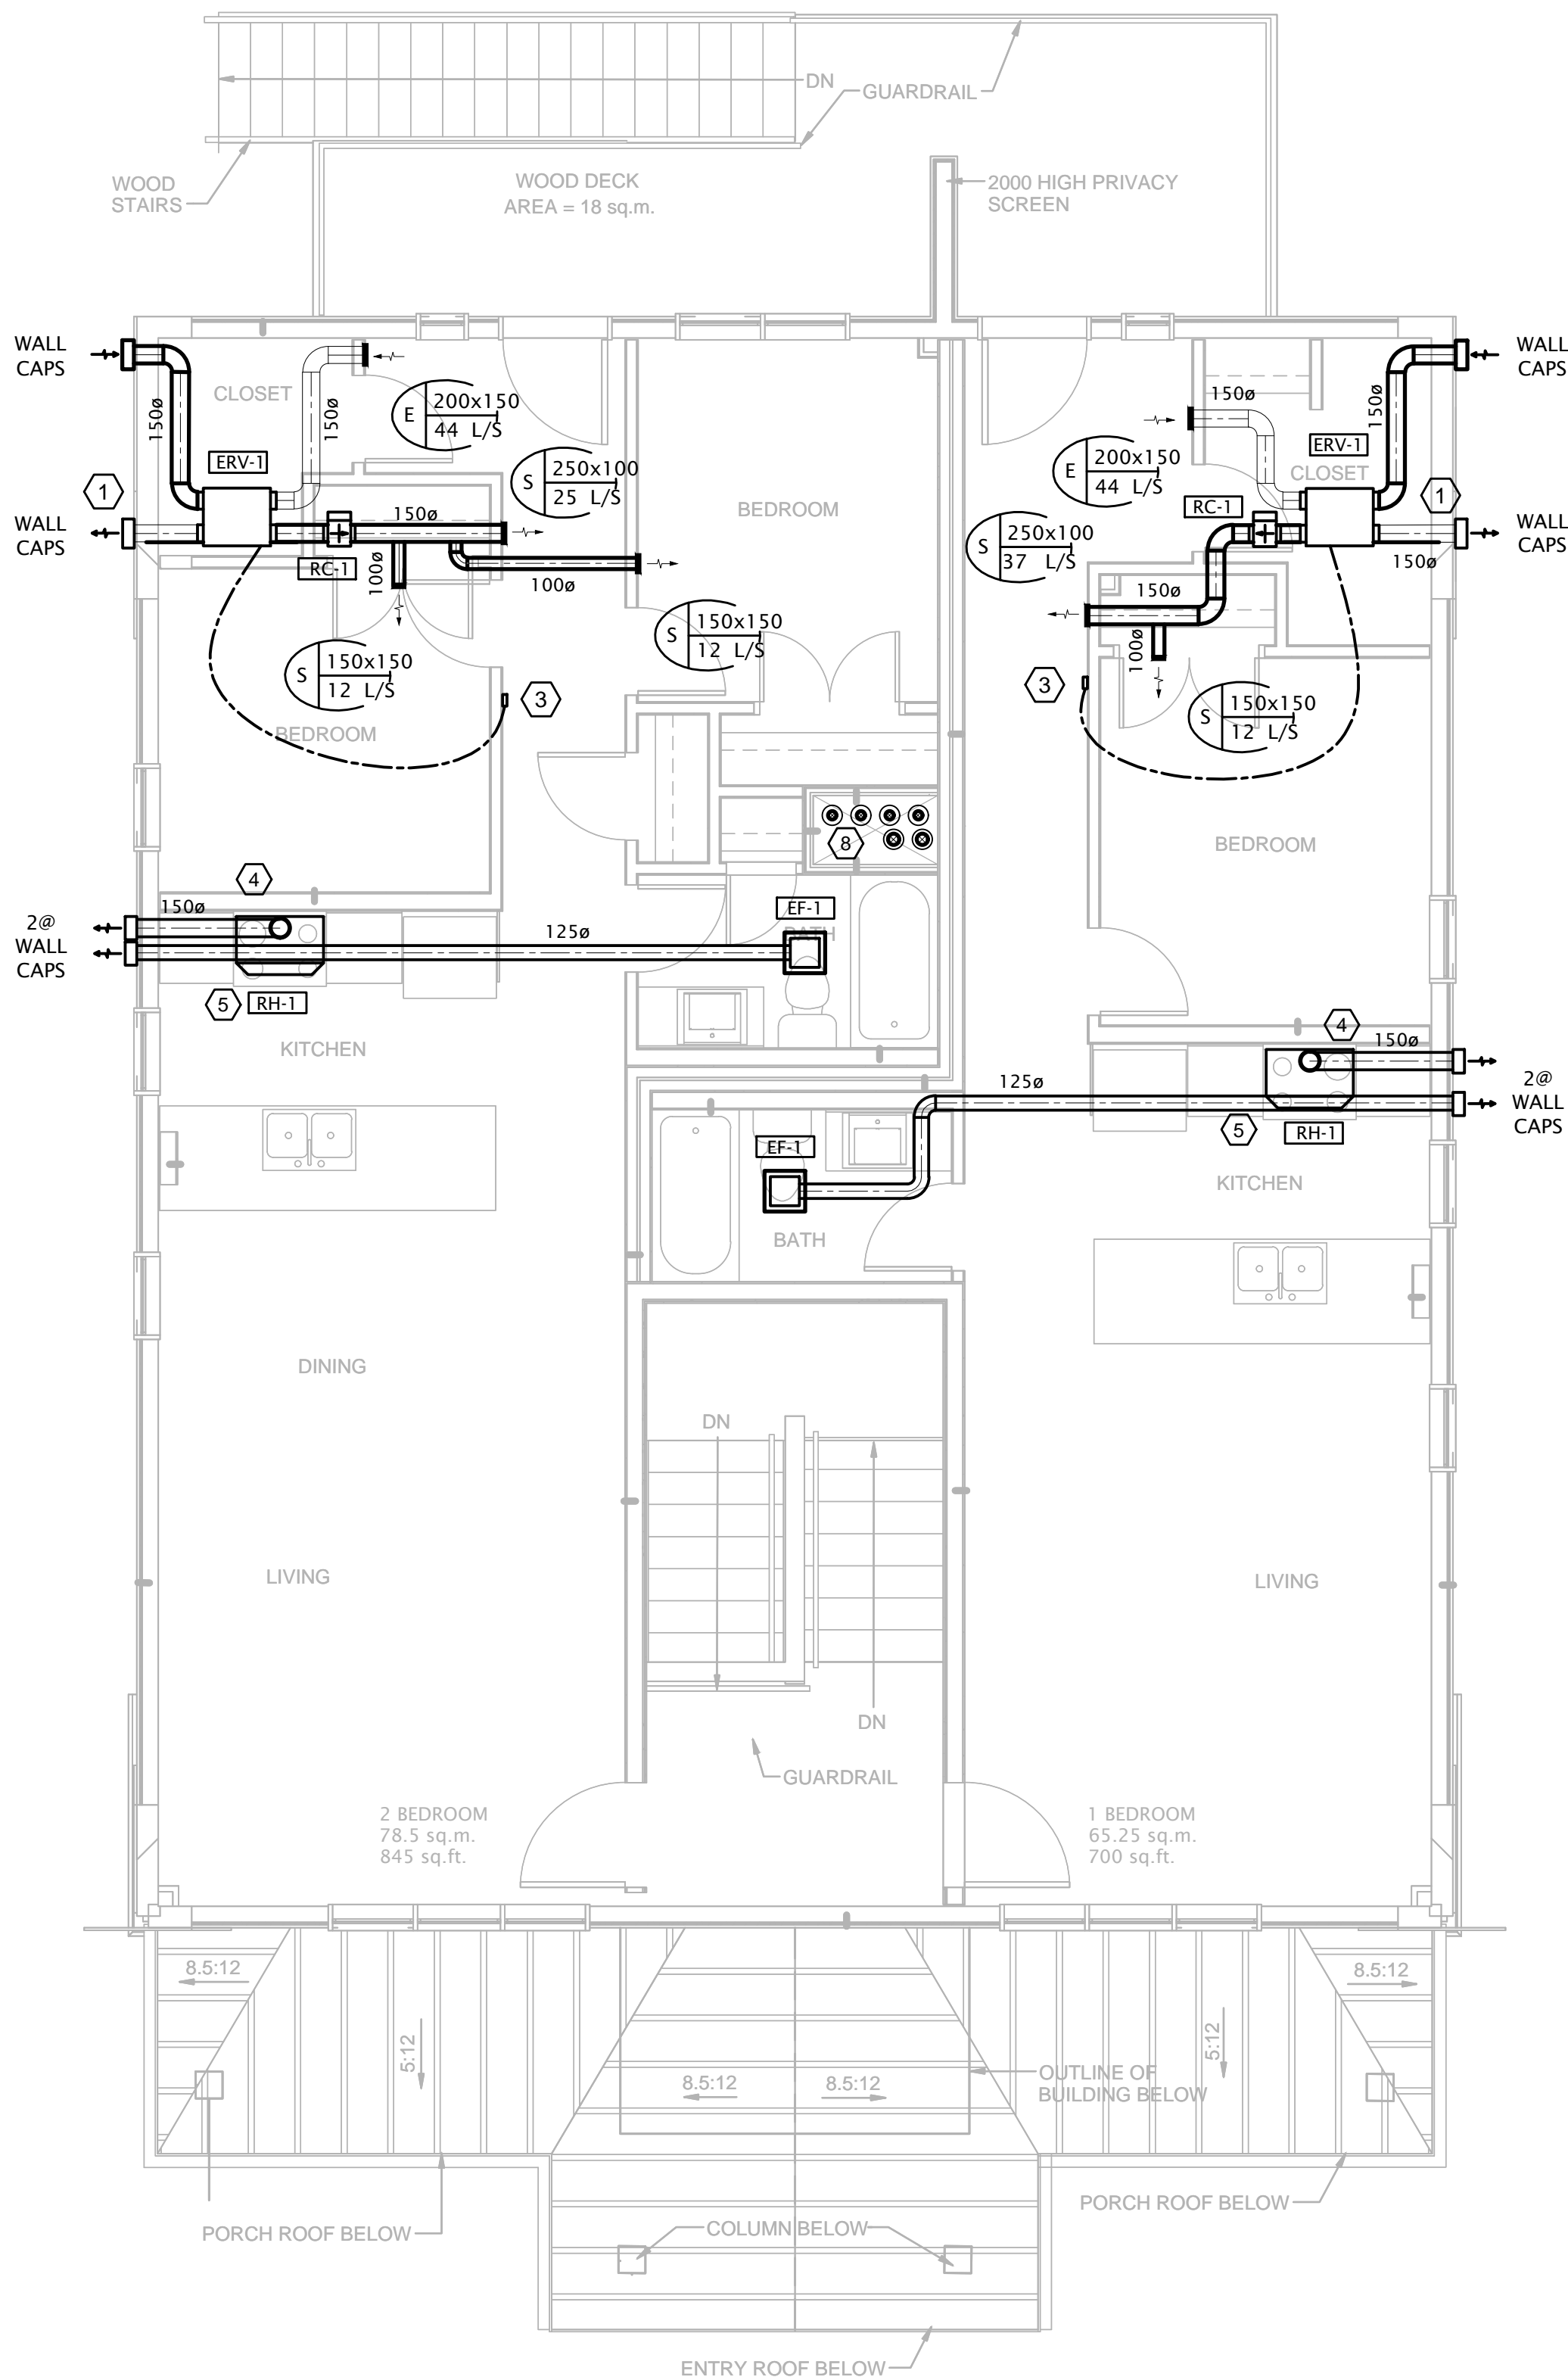 DN
GUARDRAIL
WOOD
STAIRS
WOOD DECK
AREA = 18 sq.m.
2000 HIGH PRIVACY
SCREEN
WALL
CAPS
WALL
CAPS
CLOSET
150ø
150ø
E
200x150
44 L/S
ERV-1
1
WALL
CAPS
S
250x100
25 L/S
150ø
RC-1
100ø
100ø
BEDROOM
S
150x150
12 L/S
S
150x150
12 L/S
3
BEDROOM
150ø
150ø
ERV-1
CLOSET
E
200x150
44 L/S
RC-1
1
WALL
CAPS
S
250x100
37 L/S
150ø
150ø
100ø
3
S
150x150
12 L/S
BEDROOM
8
4
150ø
2@
WALL
CAPS
125ø
EF-1
BATH
5
RH-1
KITCHEN
4
150ø
125ø
2@
WALL
CAPS
5
RH-1
EF-1
KITCHEN
BATH
DINING
DN
LIVING
LIVING
DN
GUARDRAIL
2 BEDROOM
78.5 sq.m.
845 sq.ft.
1 BEDROOM
65.25 sq.m.
700 sq.ft.
8.5:12
8.5:12
5:12
5:12
8.5:12
8.5:12
OUTLINE OF
BUILDING BELOW
PORCH ROOF BELOW
COLUMN BELOW
PORCH ROOF BELOW
ENTRY ROOF BELOW